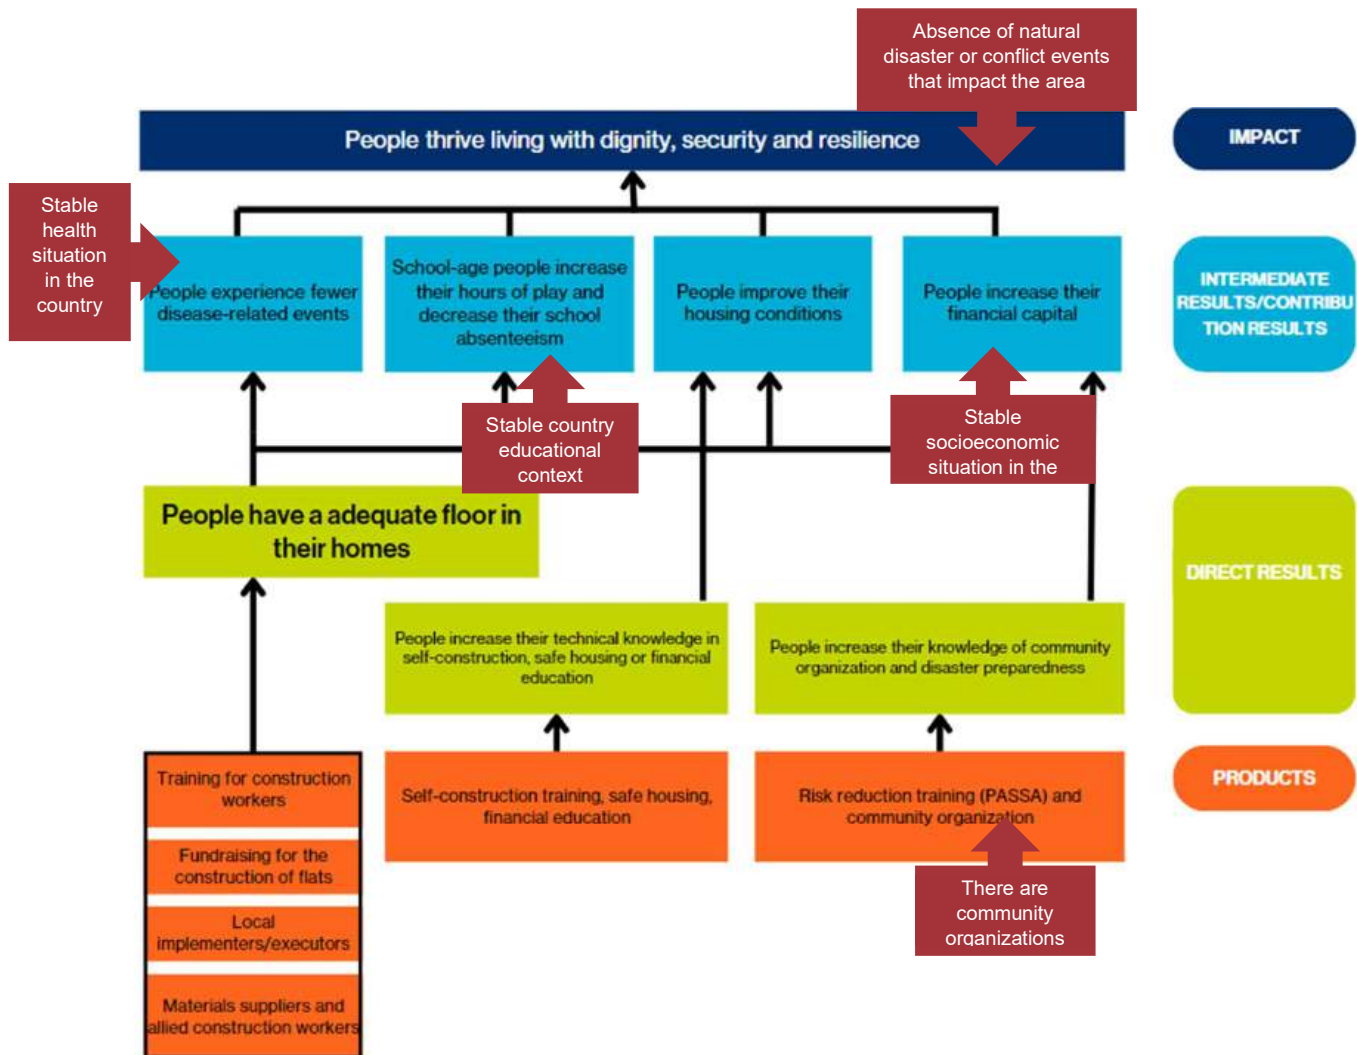 Absence of natural
disaster or conflict events
that impact the area
People thrive living with dignity, security and resilience
IMPACT
Stable
health
situation
in the
country
People experience fewer
disease-related events
School-age people increase
their hours of play and
decrease their school
absenteeism
People improve their
housing conditions
People increase their
financial capital
INTERMEDIATE
RESULTS/CONTRIBU
TION RESULTS
Stable country
educational
context
Stable
socioeconomic
situation in the
People have a adequate floor in
their homes
DIRECT RESULTS
People increase their technical knowledge in
self-construction, safe housing or financial
education
People increase their knowledge of community
organization and disaster preparedness
Training for construction
workers
Fundraising for the
construction of flats
Local
implementers/executors
Materials suppliers and
allied construction workers
Self-construction training, safe housing,
financial education
Risk reduction training (PASSA) and
community organization
PRODUCTS
There are
community
organizations